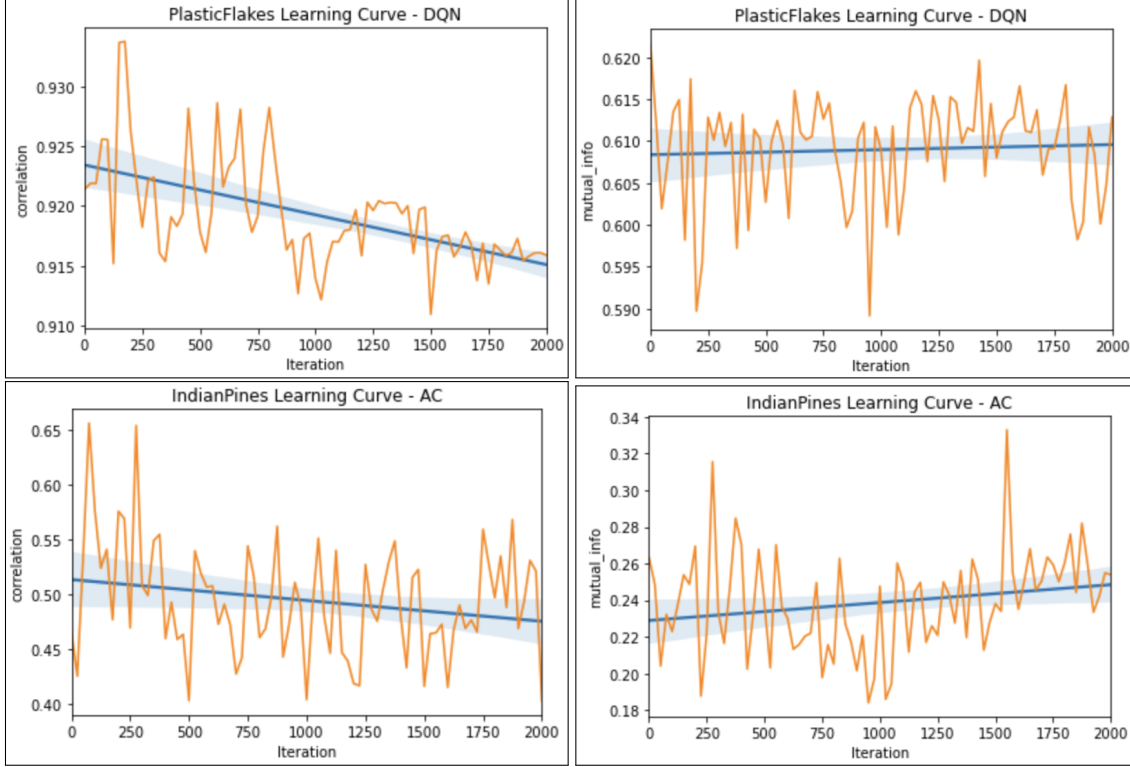 PlasticFlakes Learning Curve - DQN
correlation
0.930
0.925
0.920
0.915
0.910
0 250 500 750 1000 1250 1500 1750 2000
Iteration
PlasticFlakes Learning Curve - DQN
mutual_info
0.620
0.615
0.610
0.605
0.600
0.595
0.590
0 250 500 750 1000 1250 1500 1750 2000
Iteration
IndianPines Learning Curve - AC
correlation
0.65
0.60
0.55
0.50
0.45
0.40
0 250 500 750 1000 1250 1500 1750 2000
Iteration
IndianPines Learning Curve - AC
mutual_info
0.34
0.32
0.30
0.28
0.26
0.24
0.22
0.20
0.18
0 250 500 750 1000 1250 1500 1750 2000
Iteration